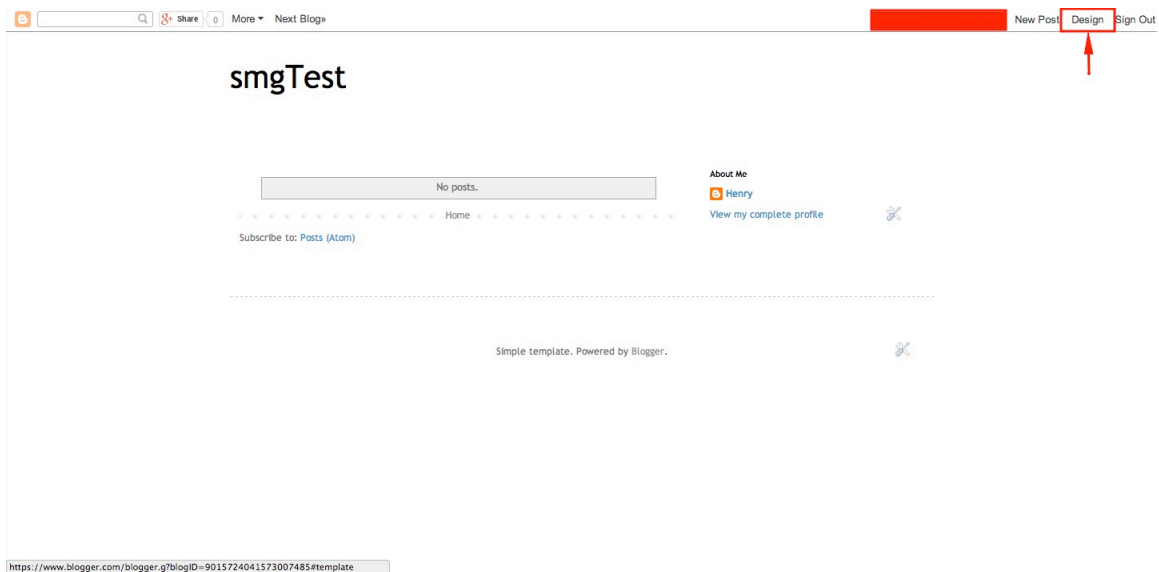 Share 0 More Next Blog» New Post Design Sign Out
smgTest
About Me
No posts.
Henry
Home
View my complete profile
Subscribe to: Posts (Atom)
Simple template. Powered by Blogger.
https://www.blogger.com/blogger.g?blogID=9015724041573007485#template